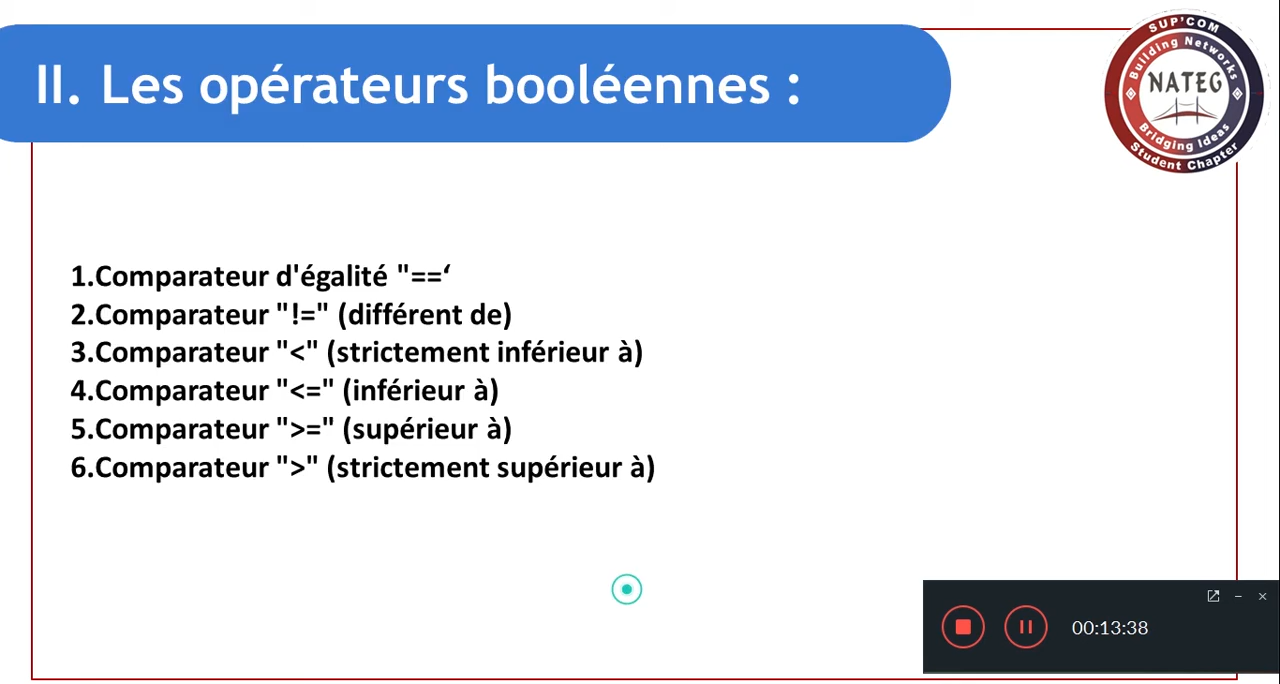 II. Les opérateurs booléennes :
SUP'COM
Building Networks
NATEG
Bridging Ideas
Student Chapter
1.Comparateur d'égalité "==‘
2.Comparateur "!=" (différent de)
3.Comparateur "<" (strictement inférieur à)
4.Comparateur "<=" (inférieur à)
5.Comparateur ">=" (supérieur à)
6.Comparateur ">" (strictement supérieur à)
00:13:38